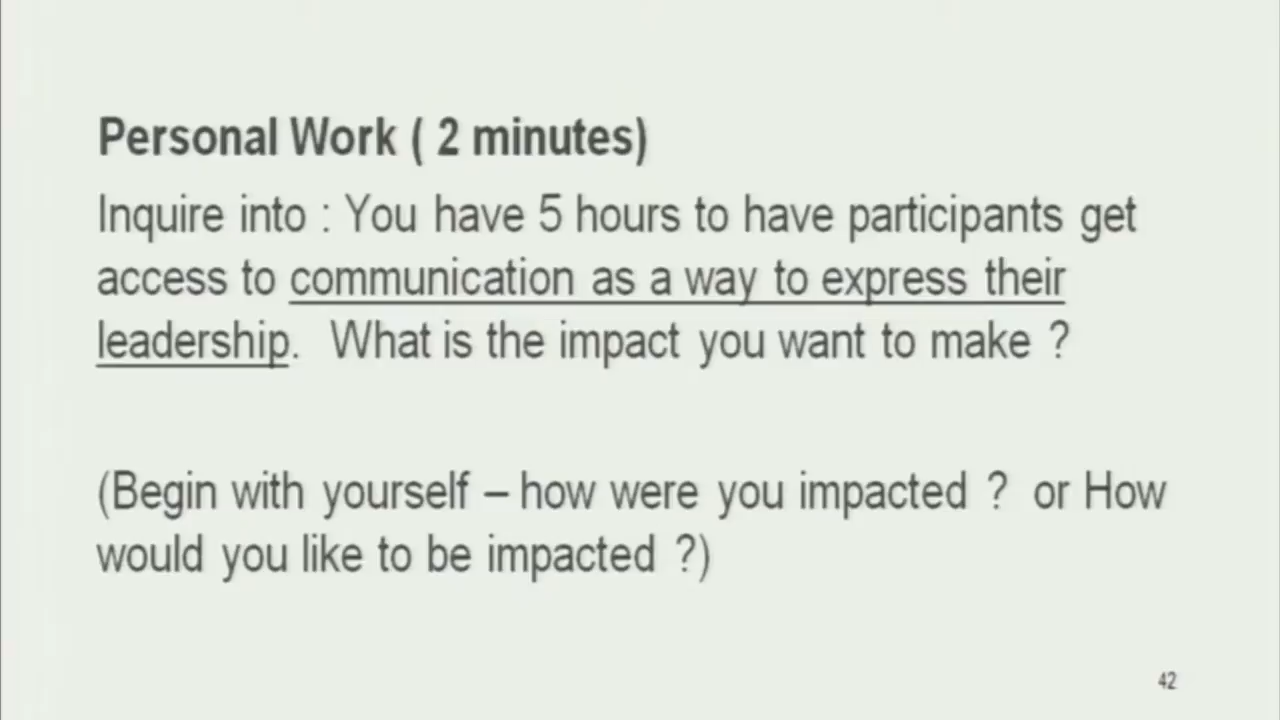 Personal Work ( 2 minutes)
Inquire into : You have 5 hours to have participants get
access to communication as a way to express their
leadership. What is the impact you want to make ?
(Begin with yourself – how were you impacted ? or How
would you like to be impacted ?)
42